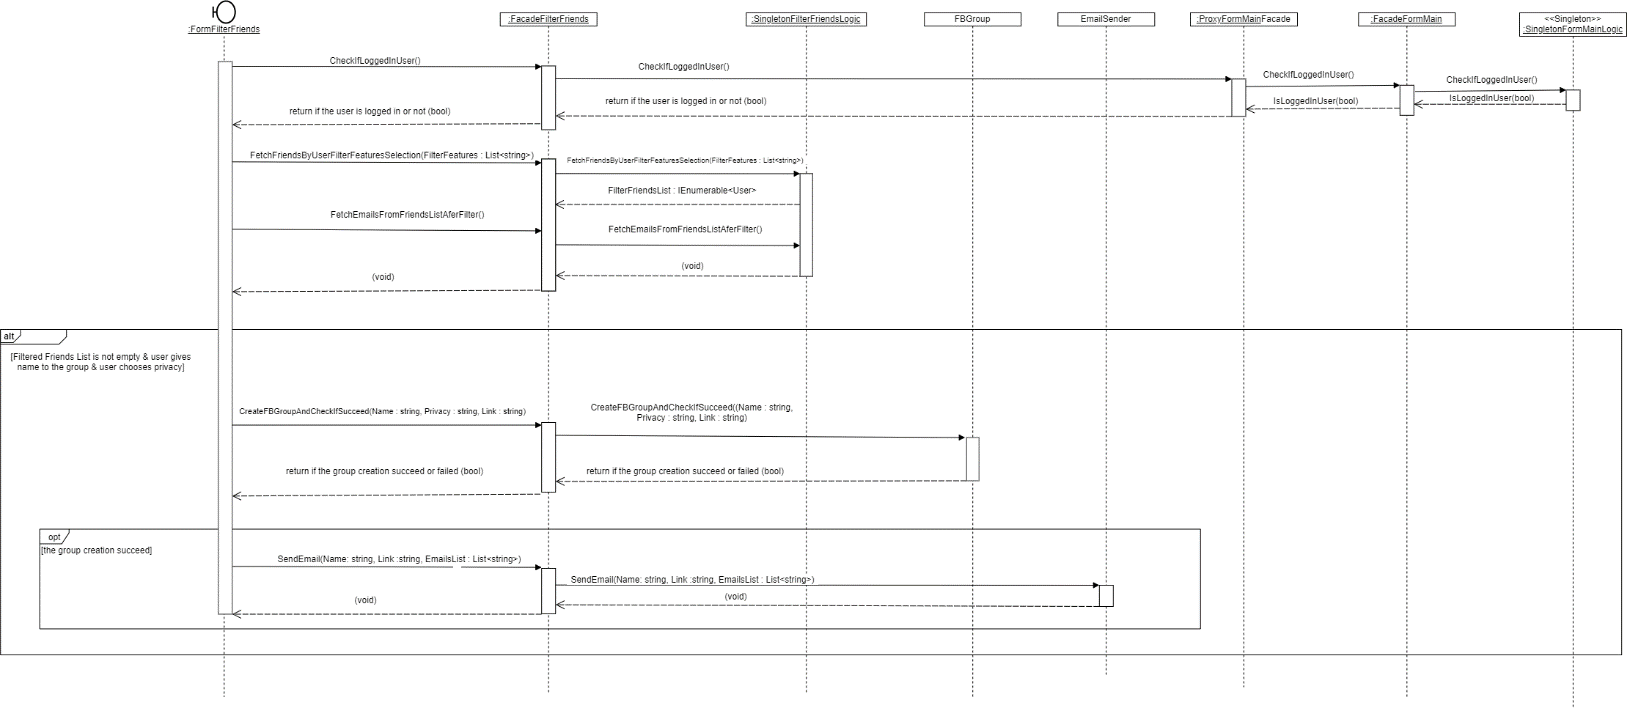 :FormFilterFriends
:FacadeFilterFriends
:SingletonFilterFriendsLogic
FBGroup
EmailSender
:ProxyFormMainFacade
:FacadeFormMain
<<Singleton>>
:SingletonFormMainLogic
CheckIfLoggedInUser()
CheckIfLoggedInUser()
CheckIfLoggedInUser()
CheckIfLoggedInUser()
return if the user is logged in or not (bool)
return if the user is logged in or not (bool)
IsLoggedInUser(bool)
IsLoggedInUser(bool)
FetchFriendsByUserFilterFeaturesSelection(FilterFeatures : List<string>)
FetchFriendsByUserFilterFeaturesSelection(FilterFeatures : List<string>)
FilterFriendsList : IEnumerable<User>
FetchEmailsFromFriendsListAferFilter()
FetchEmailsFromFriendsListAferFilter()
(void)
(void)
alt
[Filtered Friends List is not empty & user gives
name to the group & user chooses privacy]
CreateFBGroupAndCheckIfSucceed(Name : string, Privacy : string, Link : string)
CreateFBGroupAndCheckIfSucceed((Name : string,
Privacy : string, Link : string)
return if the group creation succeed or failed (bool)
return if the group creation succeed or failed (bool)
opt
[the group creation succeed]
SendEmail(Name: string, Link :string, EmailsList : List<string>)
SendEmail(Name: string, Link :string, EmailsList : List<string>)
(void)
(void)